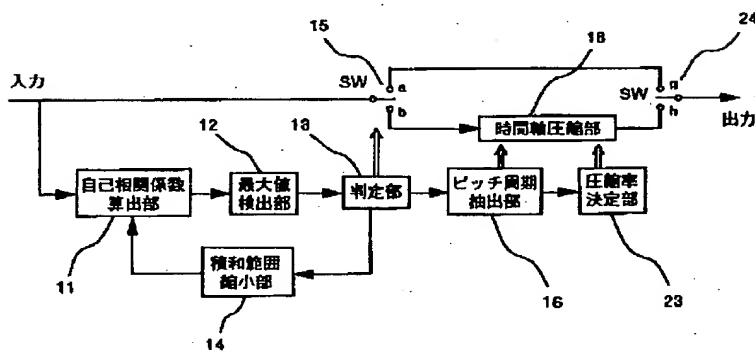 15
18
24
入力
SW
a
b
SW
g
h
出力
時間軸圧縮部
12
13
自己相関係数
算出部
最大値
検出部
判定部
ピッチ周期
抽出部
圧縮率
決定部
積和範囲
縮小部
11
14
16
23